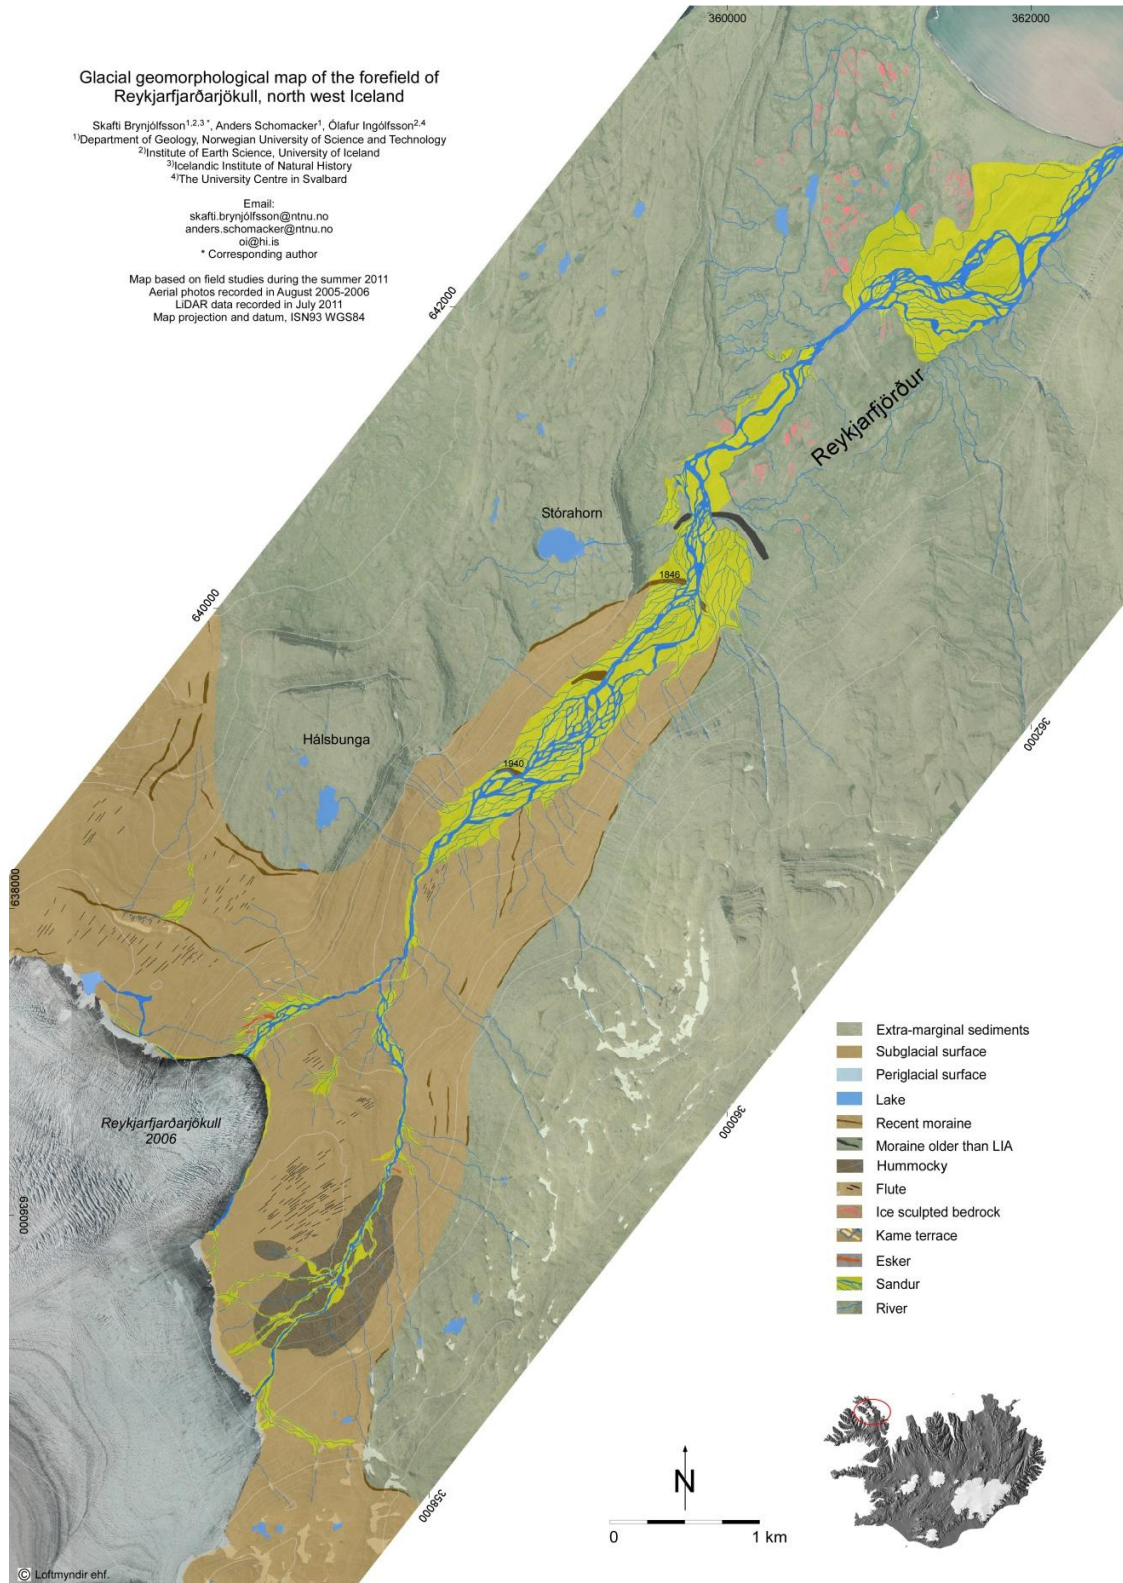 Glacial geomorphological map of the forefield of
Reykjarfjarðarjökull, north west Iceland
Skafti Brynjólfsson1,2,3 *, Anders Schomacker1, Ólafur Ingólfsson2,4
1)Department of Geology, Norwegian University of Science and Technology
2)Institute of Earth Science, University of Iceland
3)Icelandic Institute of Natural History
4)The University Centre in Svalbard
Email:
skafti.brynjolfsson@ntnu.no
anders.schomacker@ntnu.no
oi@hi.is
* Corresponding author
Map based on field studies during the summer 2011
Aerial photos recorded in August 2005-2006
LiDAR data recorded in July 2011
Map projection and datum, ISN93 WGS84
360000
362000
642000
Reykjarfjörður
Stórahorn
1846
640000
362000
Hálsbunga
1940
638000
Reykjarfjarðarjökull
2006
360000
636000
358000
Extra-marginal sediments
Subglacial surface
Periglacial surface
Lake
Recent moraine
Moraine older than LIA
Hummocky
Flute
Ice sculpted bedrock
Kame terrace
Esker
Sandur
River
N
0 1 km
© Loftmyndir ehf.